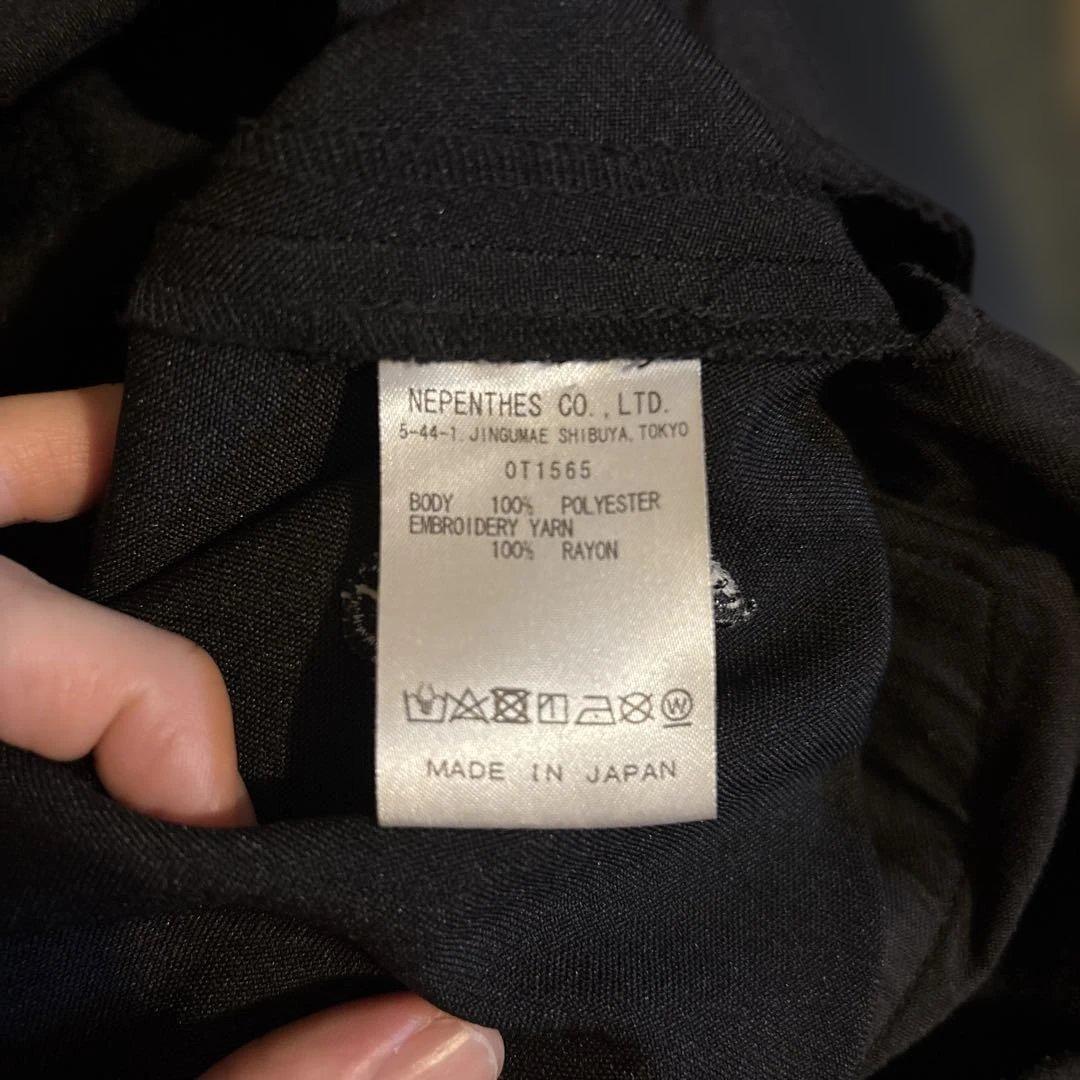 NEPENTHES CO.,LTD.
5-44-1, JINGUMAE SHIBUYA, TOKYO
OT1565
BODY 100% POLYESTER
EMBROIDERY YARN
100% RAYON
W
MADE IN JAPAN